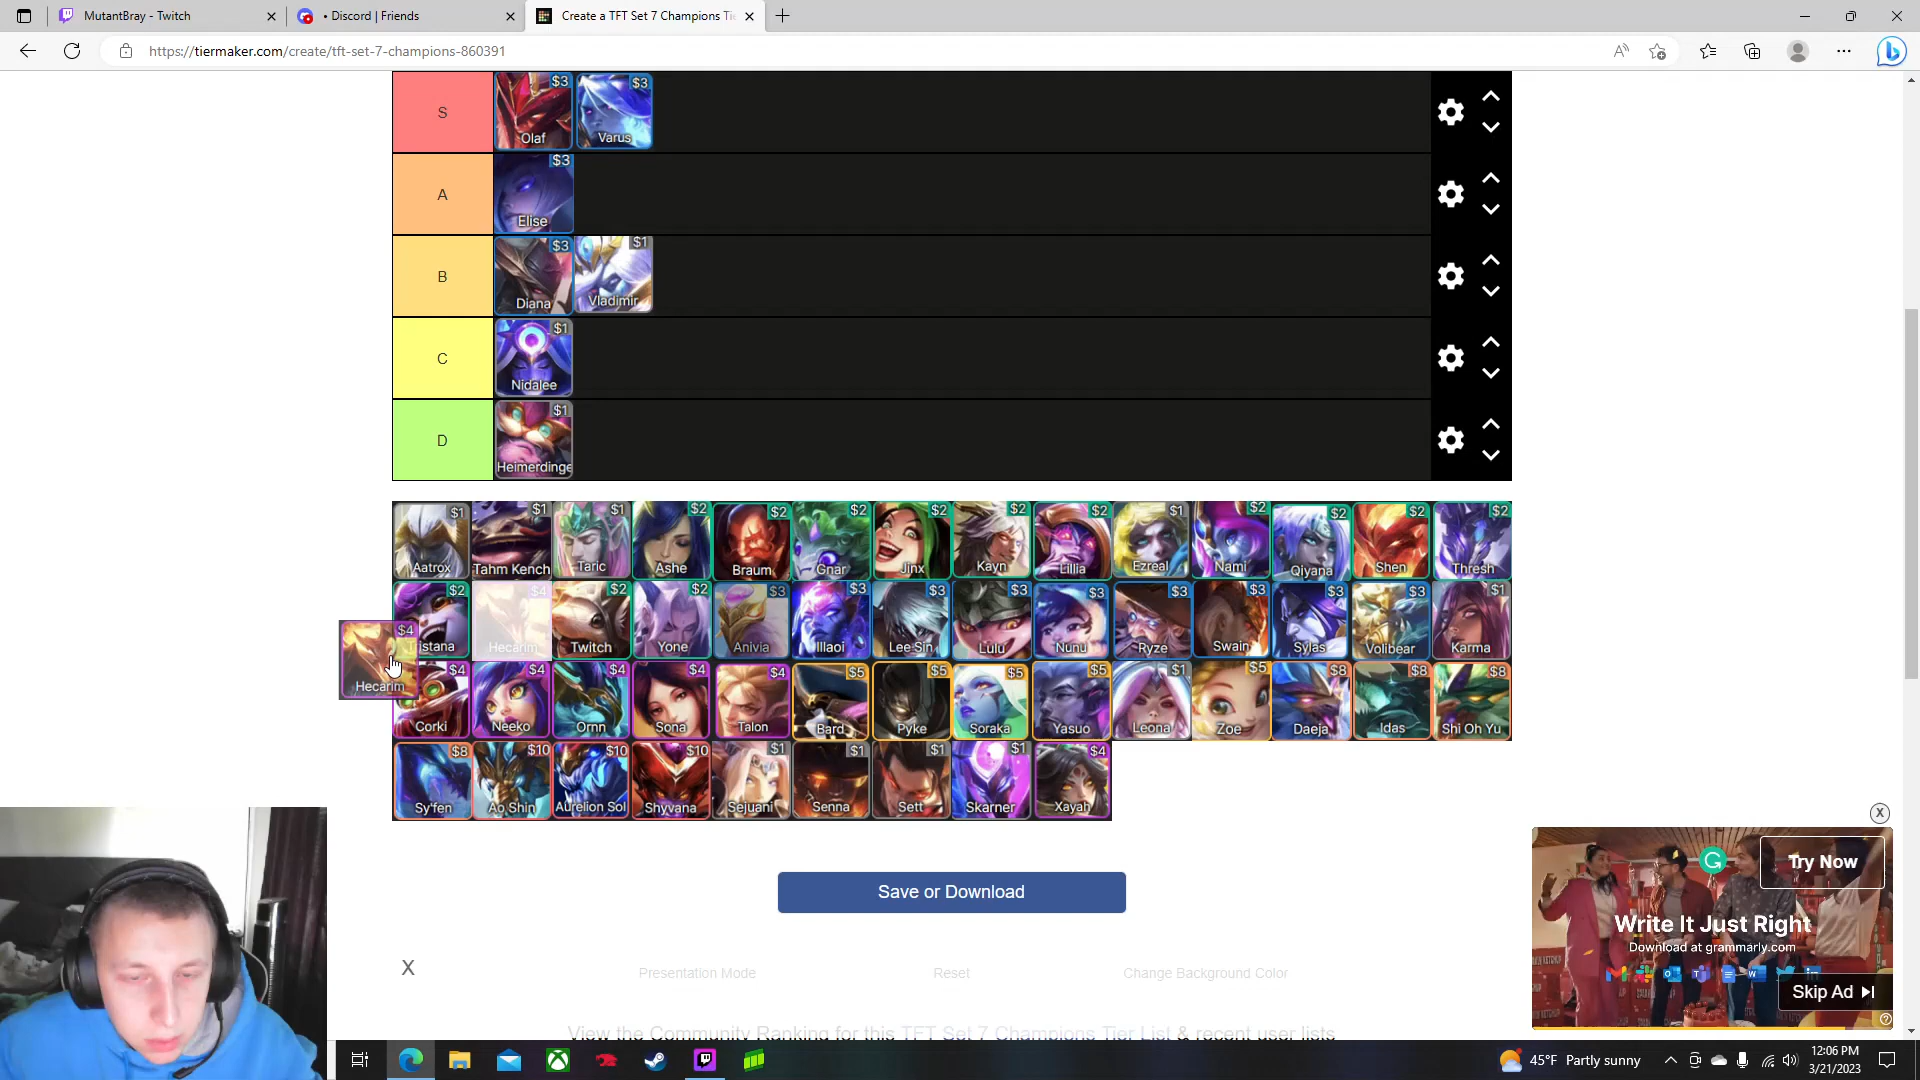 MutantBray - Twitch
• Discord | Friends
Create a TFT Set 7 Champions Tie
https://tiermaker.com/create/tft-set-7-champions-860391
S
$3 Olaf
$3 Varus
A
$3 Elise
B
$3 Diana
$1 Vladimir
C
$1 Nidalee
D
$1 Heimerdinge
$1 $1 $1 $2 $2 $2 $2 $2 $2 $1 $2 $2 $2 $2
Aatrox Tahm Kench Taric Ashe Braum Gnar Jinx Kayn Lillia Ezreal Nami Qiyana Shen Thresh
$2 $4 $2 $2 $3 $3 $3 $3 $3 $3 $3 $3 $3 $1
ristana Hecarim Twitch Yone Anivia Illaoi Lee Sin Lulu Nunu Ryze Swain Sylas Volibear Karma
$4
Hecarim
$4 $4 $4 $4 $4 $5 $5 $5 $5 $1 $5 $8 $8 $8
Corki Neeko Ornn Sona Talon Bard Pyke Soraka Yasuo Leona Zoe Daeja Idas Shi Oh Yu
$8 $10 $10 $10 $1 $1 $1 $1 $4
Sy'fen Ao Shin Aurelion Sol Shyvana Sejuani Senna Sett Skarner Xayah
Save or Download
X
Presentation Mode
Reset
Change Background Color
View the Community Ranking for this TFT Set 7 Champions Tier List & recent user lists
X
Try Now
Write It Just Right
Download at grammarly.com
Skip Ad
45°F Partly sunny
12:06 PM
3/21/2023